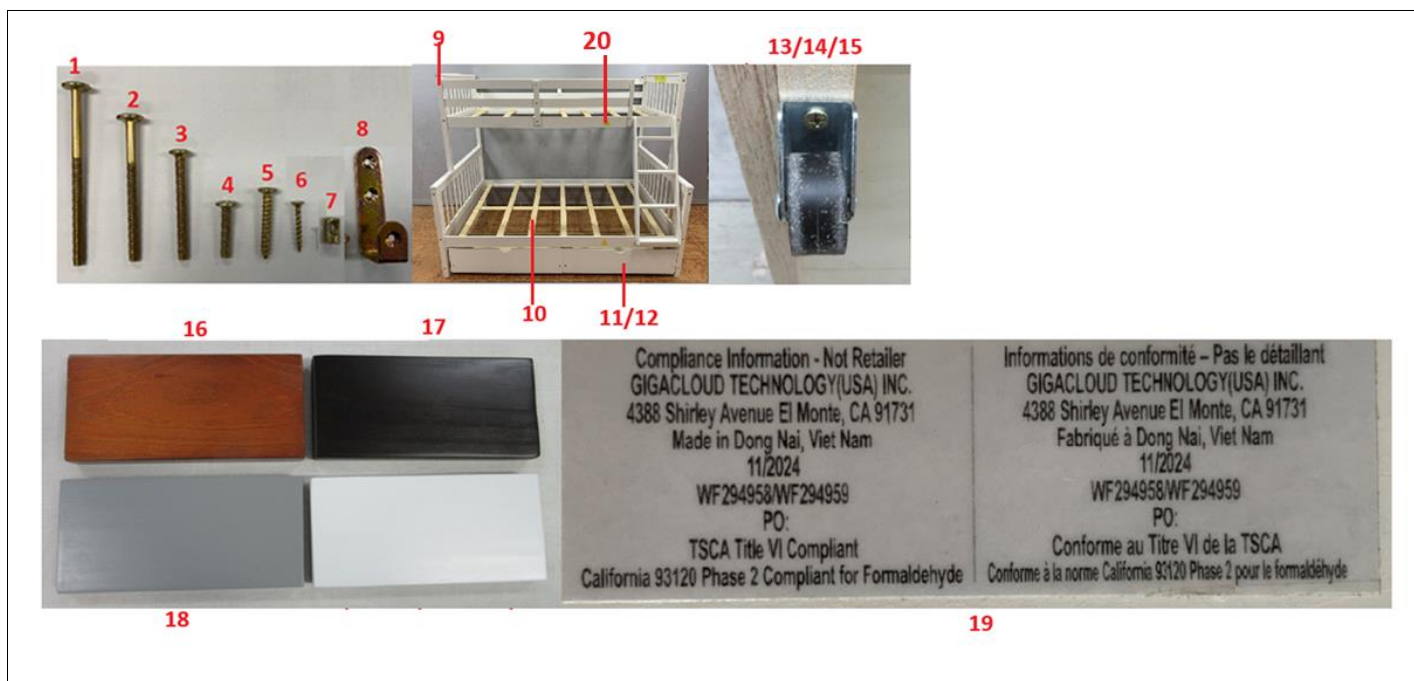 9
20
13/14/15
1
2
3
4
5
6
7
8
10
11/12
16
17
Compliance Information - Not Retailer
GIGACLOUD TECHNOLOGY(USA) INC.
4388 Shirley Avenue El Monte, CA 91731
Made in Dong Nai, Viet Nam
11/2024
WF294958/WF294959
PO:
TSCA Title VI Compliant
California 93120 Phase 2 Compliant for Formaldehyde
Informations de conformité – Pas le détaillant
GIGACLOUD TECHNOLOGY(USA) INC.
4388 Shirley Avenue El Monte, CA 91731
Fabriqué à Dong Nai, Viet Nam
11/2024
WF294958/WF294959
PO:
Conforme au Titre VI de la TSCA
Conforme à la norme California 93120 Phase 2 pour le formaldéhyde
18
19